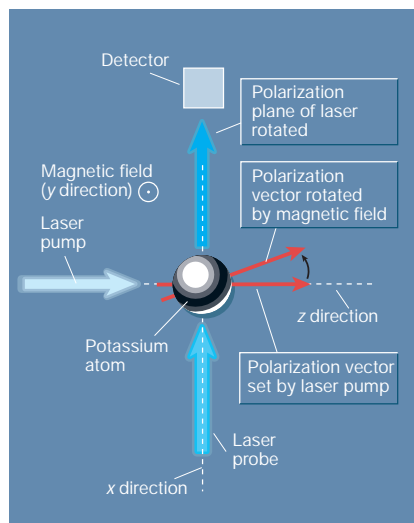 Detector
Polarization
plane of laser
rotated
Magnetic field
(y direction)
Polarization
vector rotated
by magnetic field
Laser
pump
z direction
Potassium
atom
Polarization vector
set by laser pump
Laser
probe
x direction